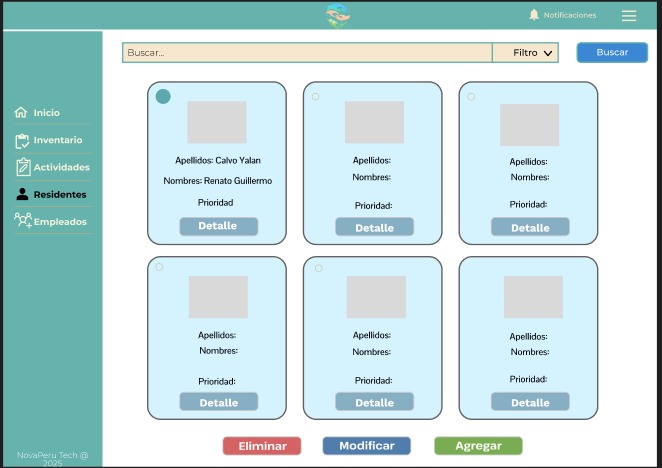 Notificaciones
Buscar...
Filtro
Buscar
Inicio
Inventario
Actividades
Residentes
Empleados
Apellidos: Calvo Yalan
Nombres: Renato Guillermo
Prioridad
Detalle
Apellidos:
Nombres:
Prioridad:
Detalle
Apellidos:
Nombres:
Prioridad:
Detalle
Apellidos:
Nombres:
Prioridad:
Detalle
Apellidos:
Nombres:
Prioridad:
Detalle
Apellidos:
Nombres:
Prioridad:
Detalle
Eliminar
Modificar
Agregar
NovaPeru Tech @
2025